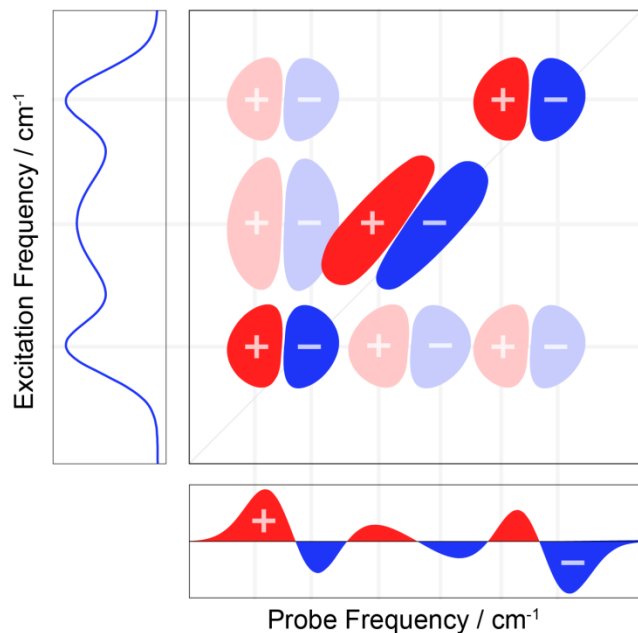 Excitation Frequency / cm⁻¹
+ − + −
+ − + −
+ − + − + −
+
−
Probe Frequency / cm⁻¹